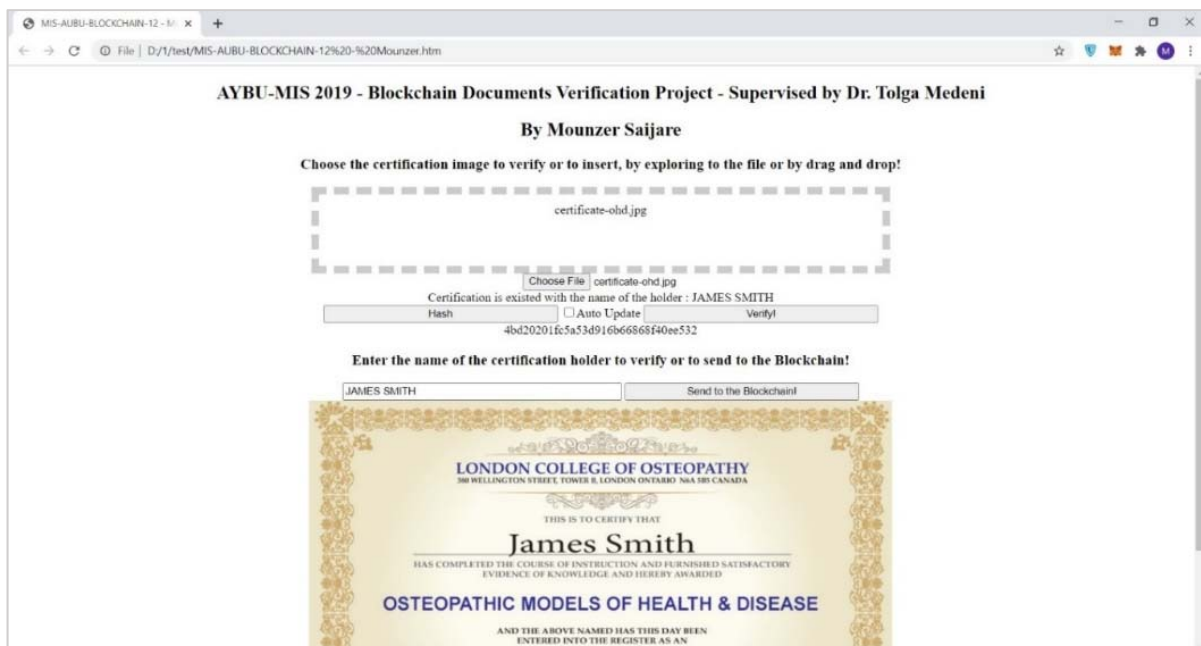 MIS-AUBU-BLOCKCHAIN-12 - M
File | D:/1/test/MIS-AUBU-BLOCKCHAIN-12%20-%20Mounzer.htm
M
AYBU-MIS 2019 - Blockchain Documents Verification Project - Supervised by Dr. Tolga Medeni
By Mounzer Saijare
Choose the certification image to verify or to insert, by exploring to the file or by drag and drop!
certificate-ohd.jpg
Choose File certificate-ohd.jpg
Certification is existed with the name of the holder : JAMES SMITH
Hash Auto Update Verify!
4bd20201fc5a53d916b66868f40ee532
Enter the name of the certification holder to verify or to send to the Blockchain!
JAMES SMITH Send to the Blockchain!
LONDON COLLEGE OF OSTEOPATHY
WELLINGTON STREET, TOWER B, LONDON ONTARIO CANADA
THIS IS TO CERTIFY THAT
James Smith
HAS COMPLETED THE COURSE OF INSTRUCTION AND FURNISHED SATISFACTORY
EVIDENCE OF KNOWLEDGE AND HEREBY AWARDED
OSTEOPATHIC MODELS OF HEALTH & DISEASE
AND THE ABOVE NAMED HAS THIS DAY BEEN
ENTERED INTO THE REGISTER AS AN